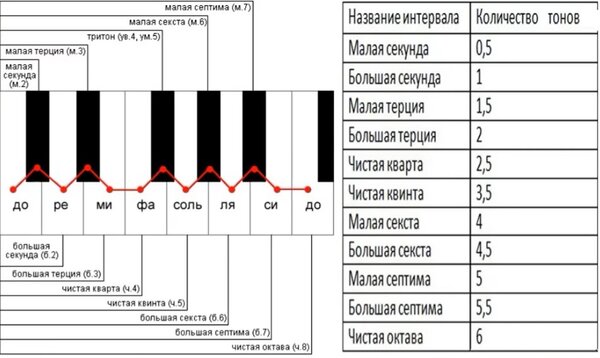 малая септима (м.7)
малая секста (м.6)
тритон (ув.4, ум.5)
малая терция (м.3)
малая
секунда
(м.2)
до ре ми фа соль ля си до
большая
секунда (б.2)
большая терция (б.3)
чистая кварта (ч.4)
чистая квинта (ч.5)
большая секста (б.6)
большая септима (б.7)
чистая октава (ч.8)
Название интервала Количество тонов
Малая секунда 0,5
Большая секунда 1
Малая терция 1,5
Большая терция 2
Чистая кварта 2,5
Чистая квинта 3,5
Малая секста 4
Большая секста 4,5
Малая септима 5
Большая септима 5,5
Чистая октава 6